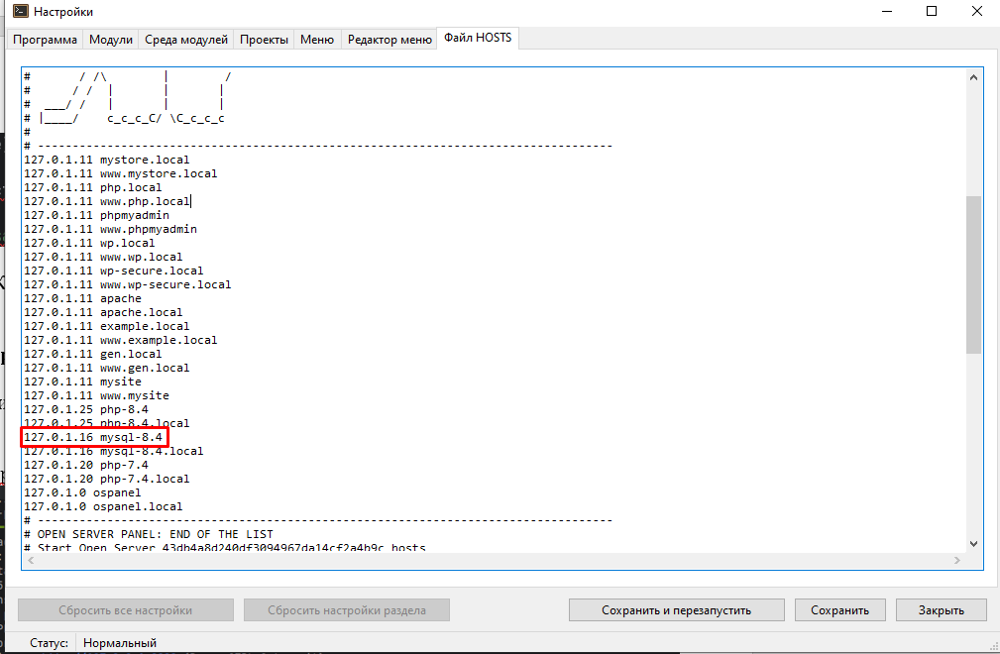 Настройки
Программа Модули Среда модулей Проекты Меню Редактор меню Файл HOSTS
#       / /\        |        /
#      / /  |       |       |
#  ___/ /   |       |       |
# |____/    c_c_c_C/ \C_c_c_c
#
# -----------------------------------------------------------------------------------
127.0.1.11 mystore.local
127.0.1.11 www.mystore.local
127.0.1.11 php.local
127.0.1.11 www.php.local
127.0.1.11 phpmyadmin
127.0.1.11 www.phpmyadmin
127.0.1.11 wp.local
127.0.1.11 www.wp.local
127.0.1.11 wp-secure.local
127.0.1.11 www.wp-secure.local
127.0.1.11 apache
127.0.1.11 apache.local
127.0.1.11 example.local
127.0.1.11 www.example.local
127.0.1.11 gen.local
127.0.1.11 www.gen.local
127.0.1.11 mysite
127.0.1.11 www.mysite
127.0.1.25 php-8.4
127.0.1.25 php-8.4.local
127.0.1.16 mysql-8.4
127.0.1.16 mysql-8.4.local
127.0.1.20 php-7.4
127.0.1.20 php-7.4.local
127.0.1.0 ospanel
127.0.1.0 ospanel.local
# -----------------------------------------------------------------------------------
# OPEN SERVER PANEL: END OF THE LIST
# Start Open Server 43db4a8d240df3094967da14cf2a4b9c hosts
Сбросить все настройки Сбросить настройки раздела Сохранить и перезапустить Сохранить Закрыть
Статус: Нормальный